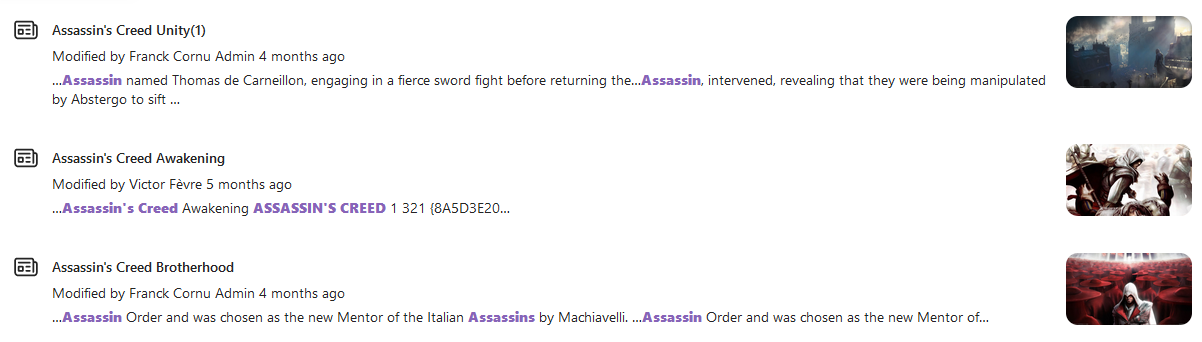 Assassin's Creed Unity(1)
Modified by Franck Cornu Admin 4 months ago
...Assassin named Thomas de Carneillon, engaging in a fierce sword fight before returning the...Assassin, intervened, revealing that they were being manipulated
by Abstergo to sift ...
Assassin's Creed Awakening
Modified by Victor Fèvre 5 months ago
...Assassin's Creed Awakening ASSASSIN'S CREED 1 321 {8A5D3E20...
Assassin's Creed Brotherhood
Modified by Franck Cornu Admin 4 months ago
...Assassin Order and was chosen as the new Mentor of the Italian Assassins by Machiavelli. ...Assassin Order and was chosen as the new Mentor of...